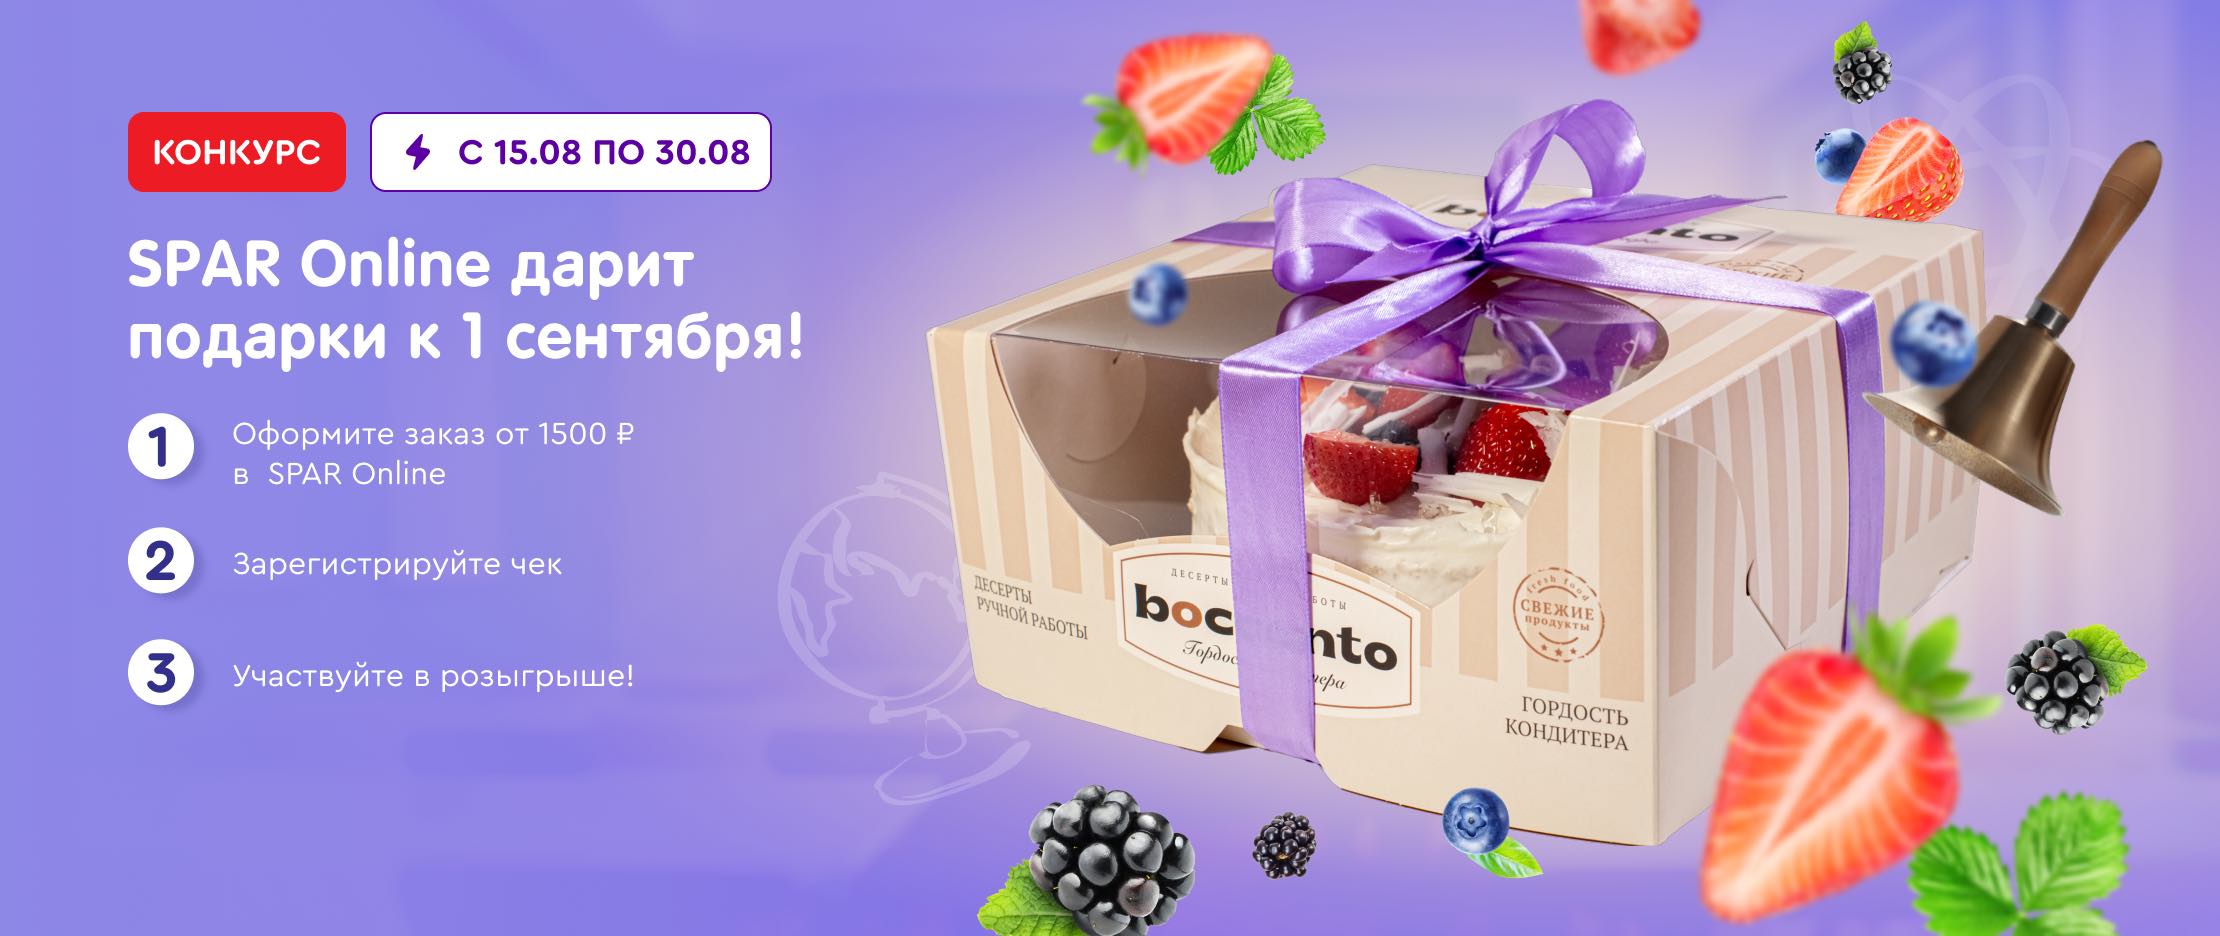 КОНКУРС
С 15.08 ПО 30.08
SPAR Online дарит
подарки к 1 сентября!
1
Оформите заказ от 1500 ₽
в SPAR Online
2
Зарегистрируйте чек
3
Участвуйте в розыгрыше!
ДЕСЕРТЫ
РУЧНОЙ РАБОТЫ
ДЕСЕРТЫ
fresh food
СВЕЖИЕ
продукты
ГОРДОСТЬ
КОНДИТЕРА